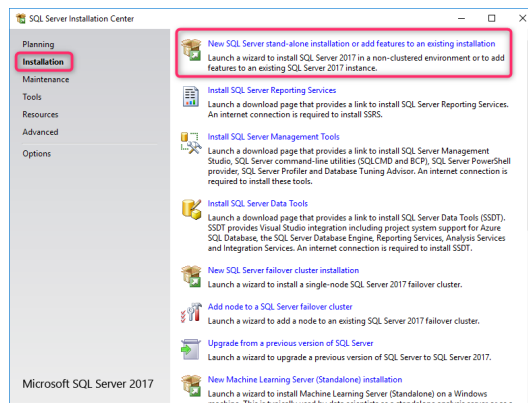 SQL Server Installation Center
Planning
Installation
Maintenance
Tools
Resources
Advanced
Options
Microsoft SQL Server 2017
New SQL Server stand-alone installation or add features to an existing installation
Launch a wizard to install SQL Server 2017 in a non-clustered environment or to add
features to an existing SQL Server 2017 instance.
Install SQL Server Reporting Services
Launch a download page that provides a link to install SQL Server Reporting Services.
An internet connection is required to install SSRS.
Install SQL Server Management Tools
Launch a download page that provides a link to install SQL Server Management
Studio, SQL Server command-line utilities (SQLCMD and BCP), SQL Server PowerShell
provider, SQL Server Profiler and Database Tuning Advisor. An internet connection is
required to install these tools.
Install SQL Server Data Tools
Launch a download page that provides a link to install SQL Server Data Tools (SSDT).
SSDT provides Visual Studio integration including project system support for Azure
SQL Database, the SQL Server Database Engine, Reporting Services, Analysis Services
and Integration Services. An internet connection is required to install SSDT.
New SQL Server failover cluster installation
Launch a wizard to install a single-node SQL Server 2017 failover cluster.
Add node to a SQL Server failover cluster
Launch a wizard to add a node to an existing SQL Server 2017 failover cluster.
Upgrade from a previous version of SQL Server
Launch a wizard to upgrade a previous version of SQL Server to SQL Server 2017.
New Machine Learning Server (Standalone) installation
Launch a wizard to install Machine Learning Server (Standalone) on a Windows